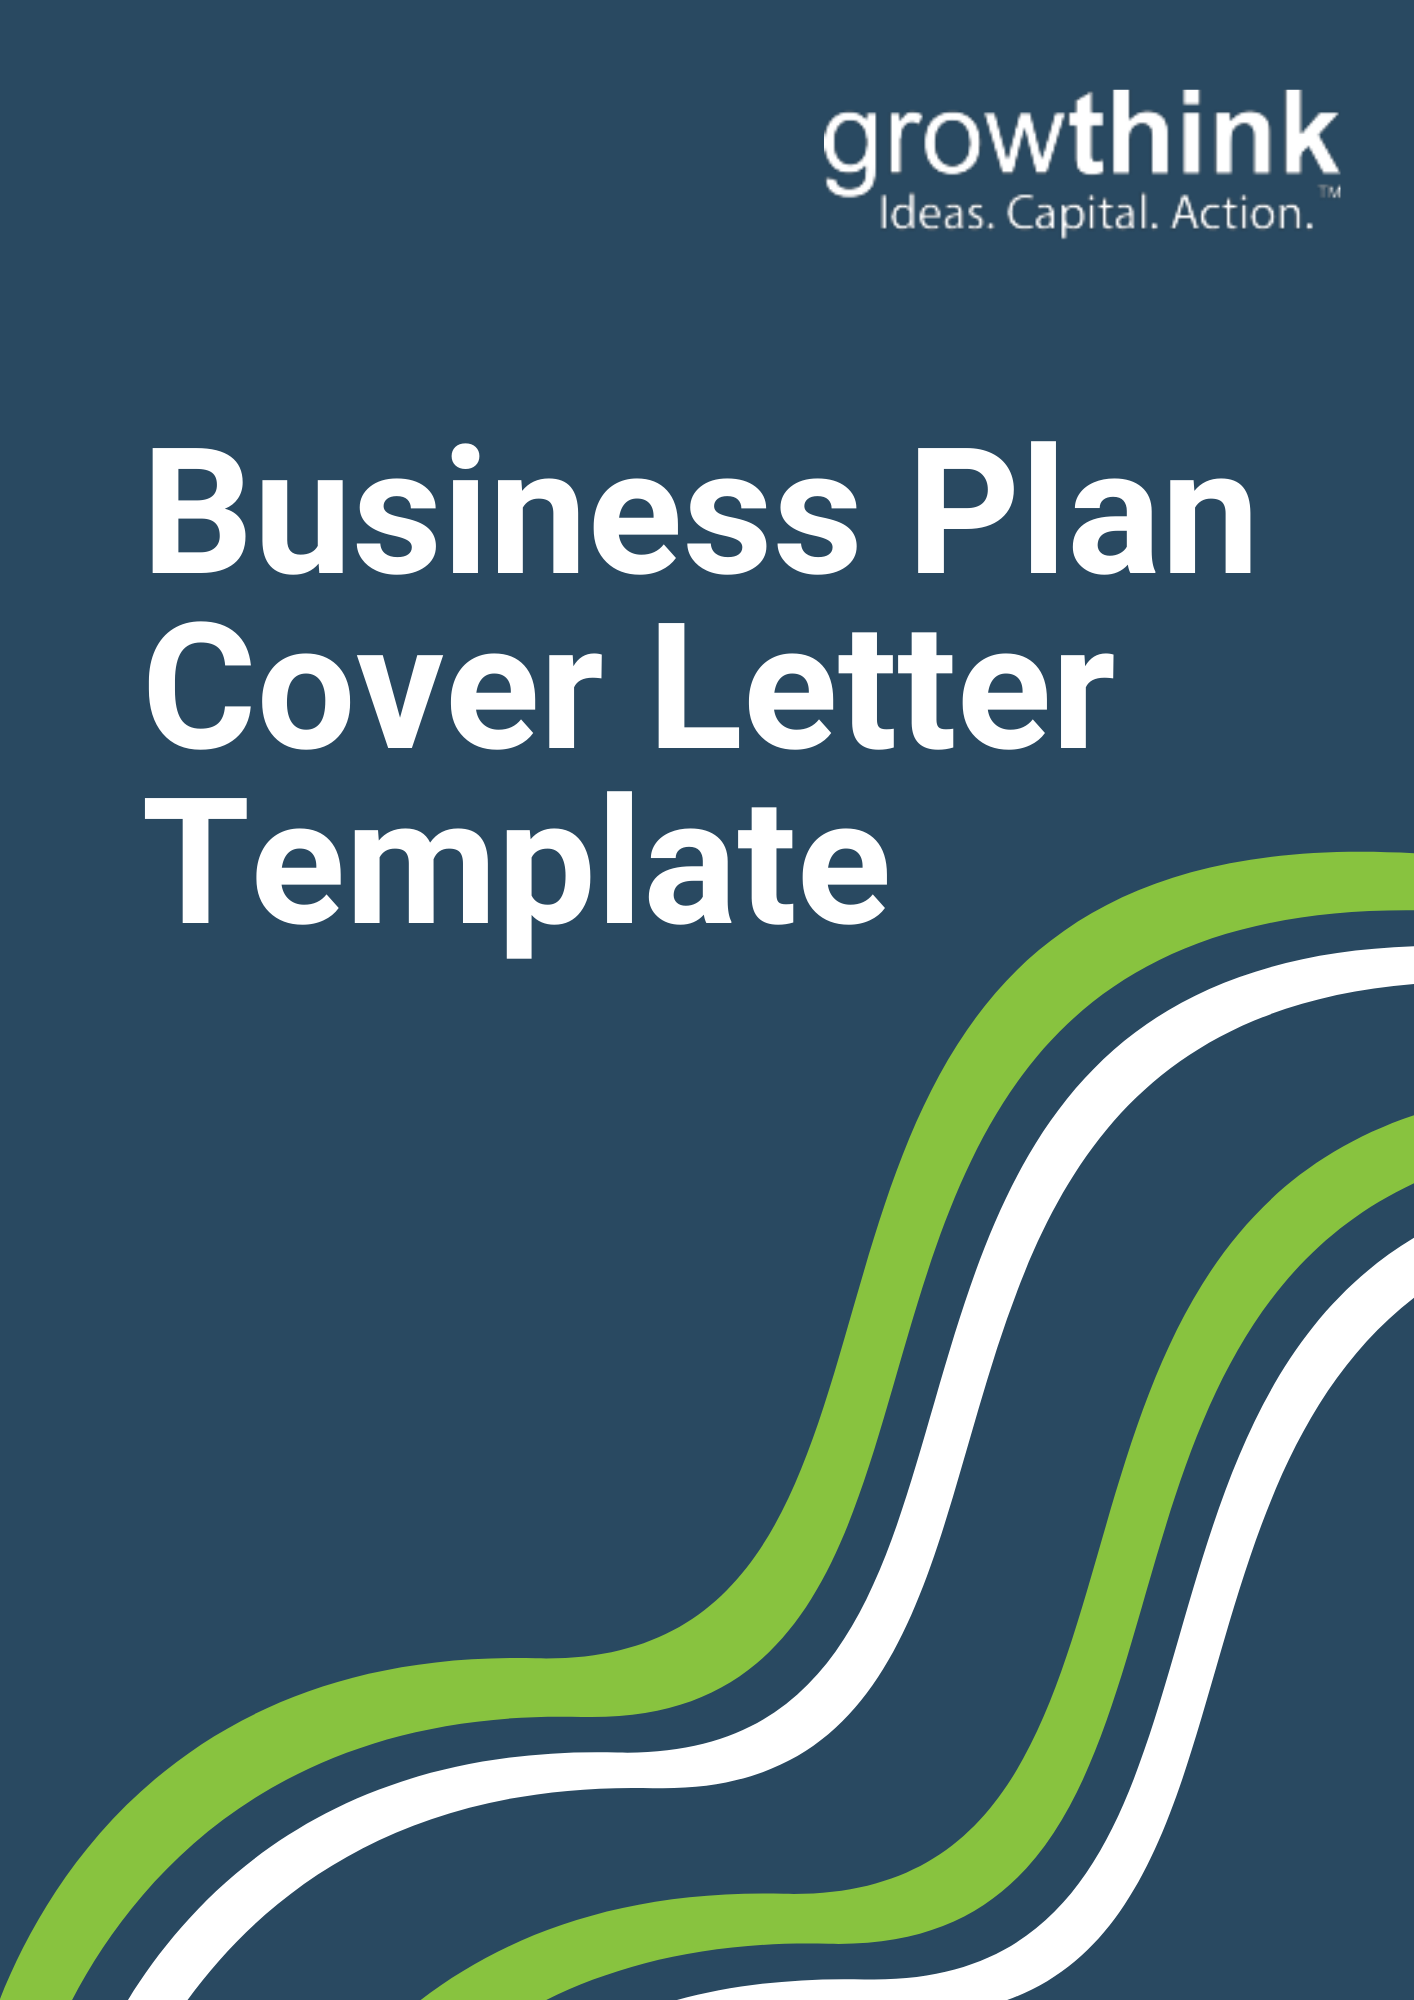 growthink
Ideas. Capital. Action.™
Business Plan
Cover Letter
Template